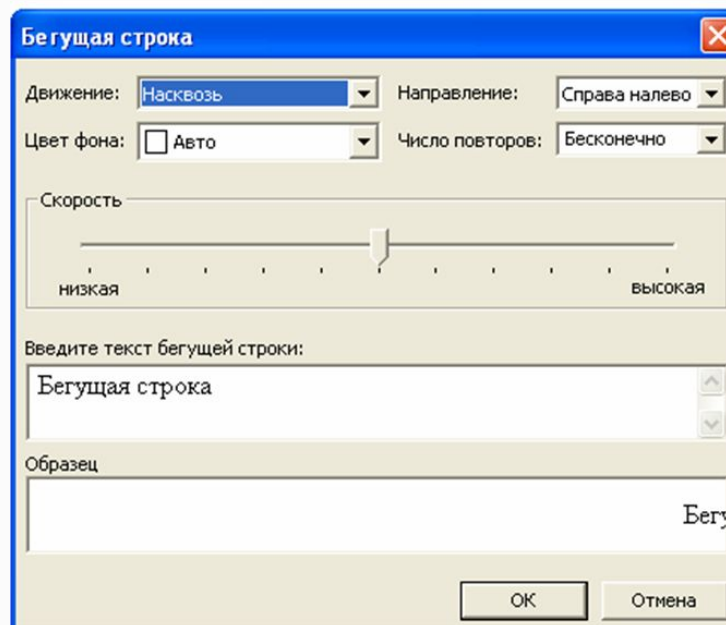 Бегущая строка
Движение: Насквозь Направление: Справа налево
Цвет фона: Авто Число повторов: Бесконечно
Скорость
низкая высокая
Введите текст бегущей строки:
Бегущая строка
Образец
Бегу
ОК Отмена